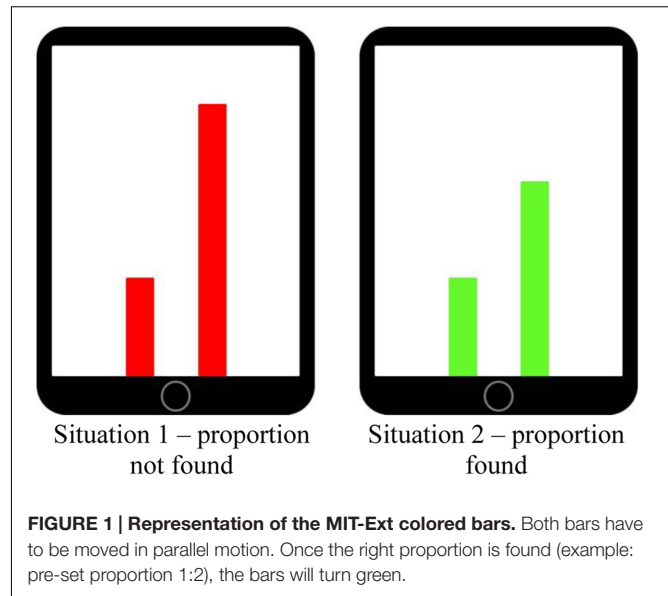 Situation 1 – proportion
not found
Situation 2 – proportion
found
FIGURE 1 | Representation of the MIT-Ext colored bars. Both bars have
to be moved in parallel motion. Once the right proportion is found (example:
pre-set proportion 1:2), the bars will turn green.